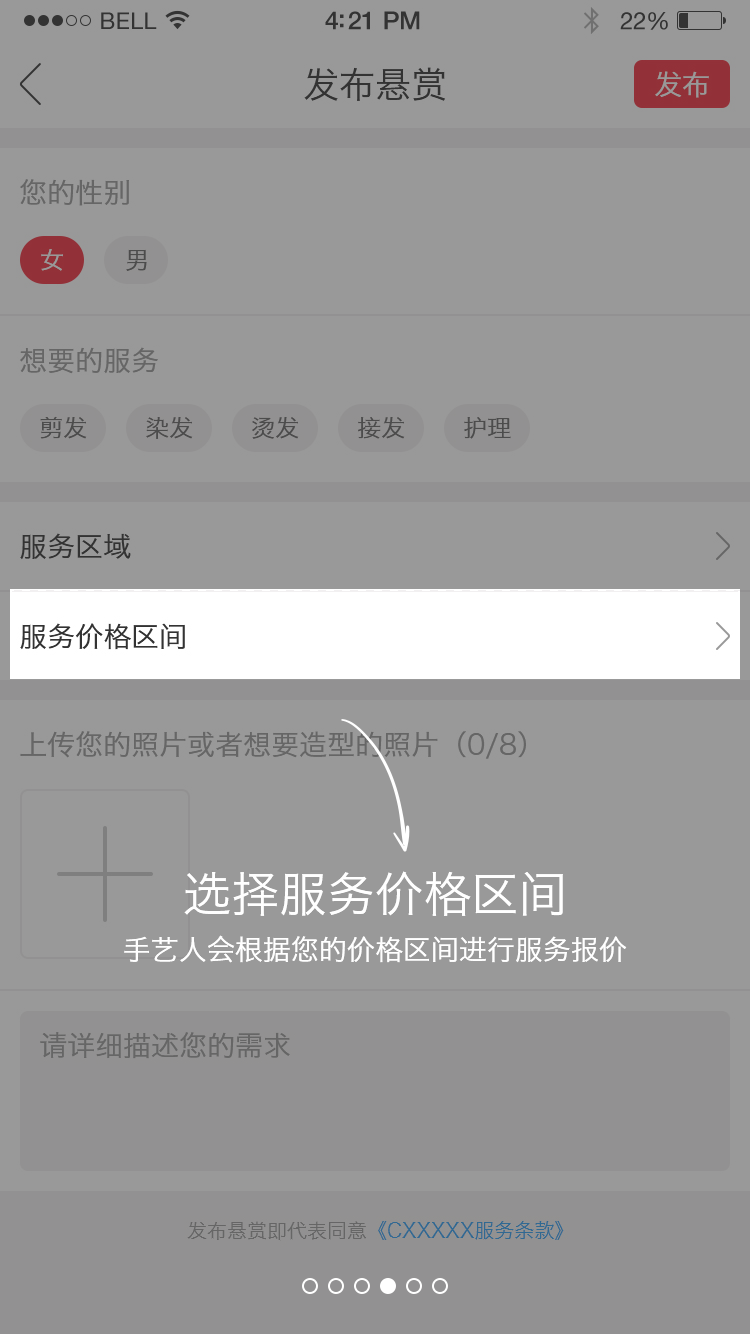 BELL 4:21 PM 22%
发布悬赏 发布
您的性别
女 男
想要的服务
剪发 染发 烫发 接发 护理
服务区域
服务价格区间
上传您的照片或者想要造型的照片（0/8）
选择服务价格区间
手艺人会根据您的价格区间进行服务报价
请详细描述您的需求
发布悬赏即代表同意《CXXXXX服务条款》